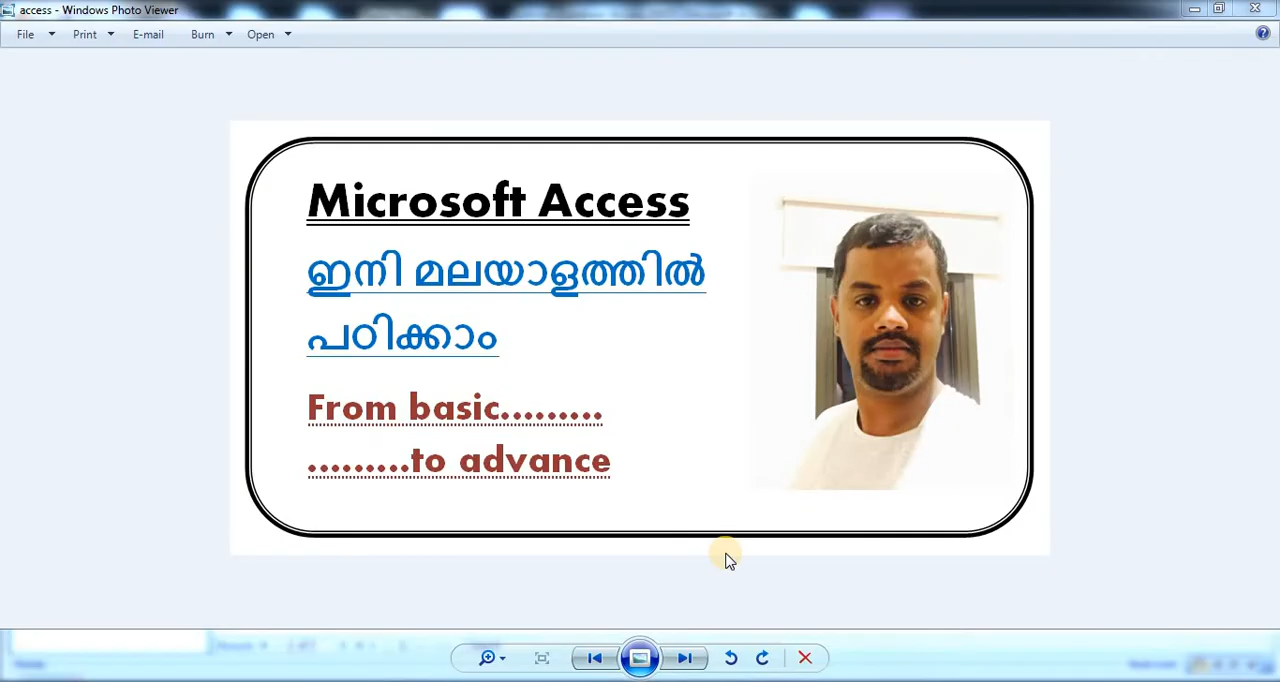 access - Windows Photo Viewer
File Print E-mail Burn Open
Microsoft Access
ഇനി മലയാളത്തിൽ
പഠിക്കാം
From basic.........
.........to advance